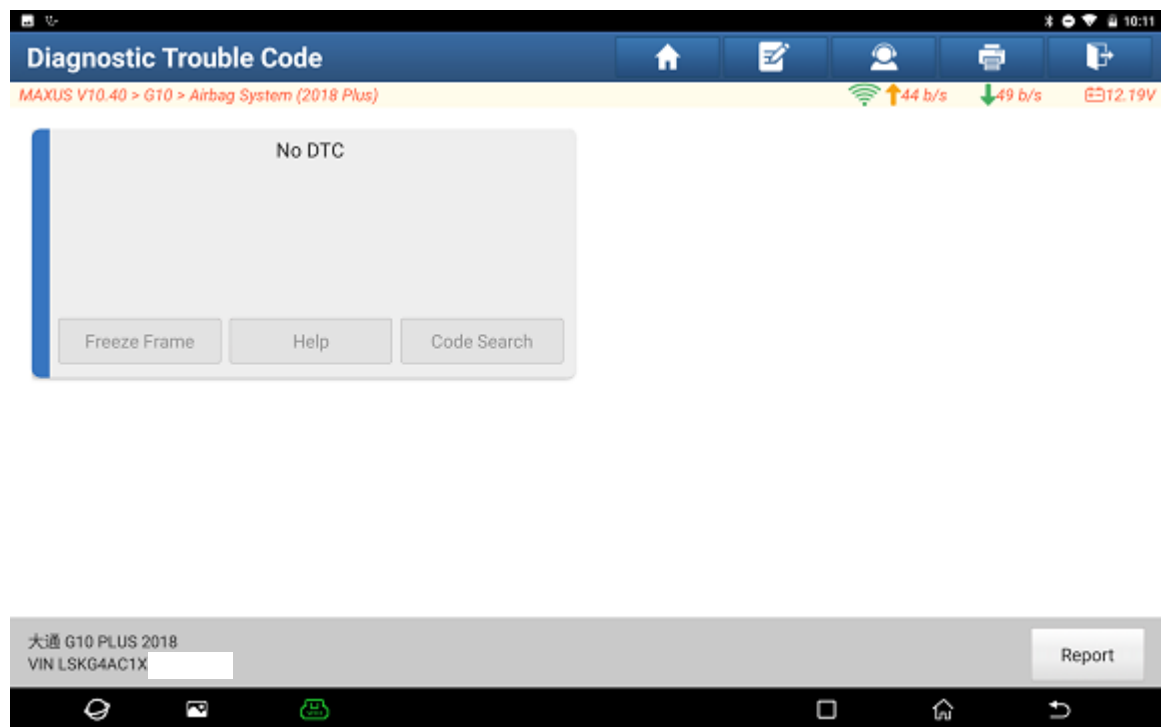 10:11
Diagnostic Trouble Code
MAXUS V10.40 > G10 > Airbag System (2018 Plus)
44 b/s
49 b/s
12.19V
No DTC
Freeze Frame
Help
Code Search
大通 G10 PLUS 2018
VIN LSKG4AC1X
Report